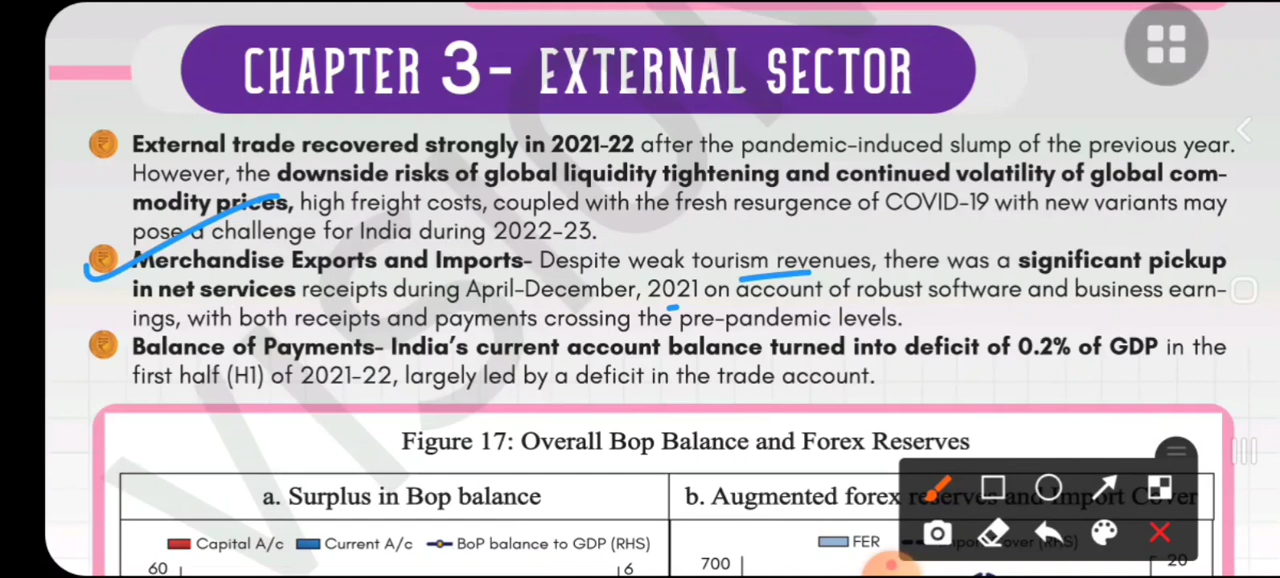 CHAPTER 3- EXTERNAL SECTOR
External trade recovered strongly in 2021-22 after the pandemic-induced slump of the previous year.
However, the downside risks of global liquidity tightening and continued volatility of global com-
modity prices, high freight costs, coupled with the fresh resurgence of COVID-19 with new variants may
pose a challenge for India during 2022-23.
Merchandise Exports and Imports- Despite weak tourism revenues, there was a significant pickup
in net services receipts during April-December, 2021 on account of robust software and business earn-
ings, with both receipts and payments crossing the pre-pandemic levels.
Balance of Payments- India's current account balance turned into deficit of 0.2% of GDP in the
first half (H1) of 2021-22, largely led by a deficit in the trade account.
Figure 17: Overall Bop Balance and Forex Reserves
a. Surplus in Bop balance
b. Augmented forex reserves and Import Cover
Capital A/c Current A/c BoP balance to GDP (RHS)
FER over (RHS)
60 6 700 20
VISION